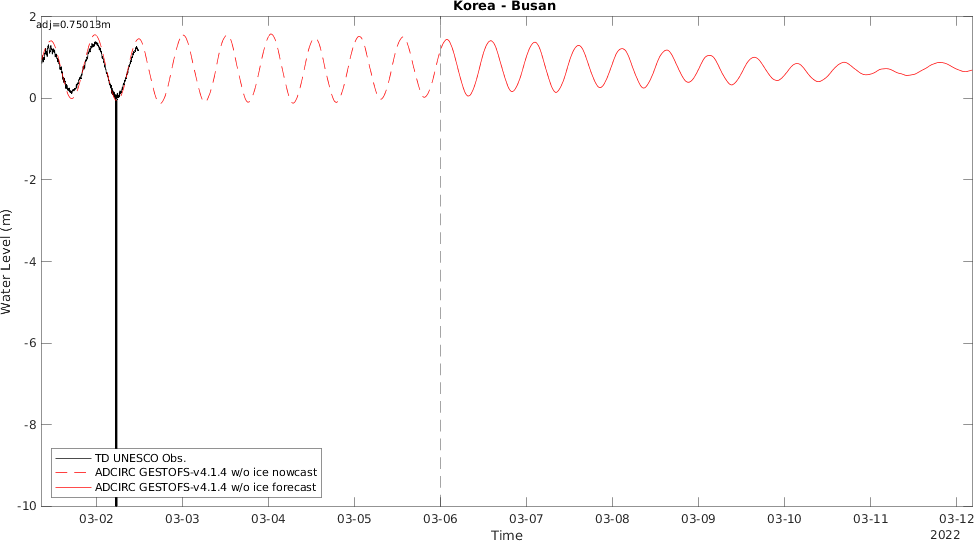 Korea - Busan
adj=0.75013m
2
0
-2
-4
-6
-8
-10
Water Level (m)
TD UNESCO Obs.
ADCIRC GESTOFS-v4.1.4 w/o ice nowcast
ADCIRC GESTOFS-v4.1.4 w/o ice forecast
03-02 03-03 03-04 03-05 03-06 03-07 03-08 03-09 03-10 03-11 03-12
Time 2022